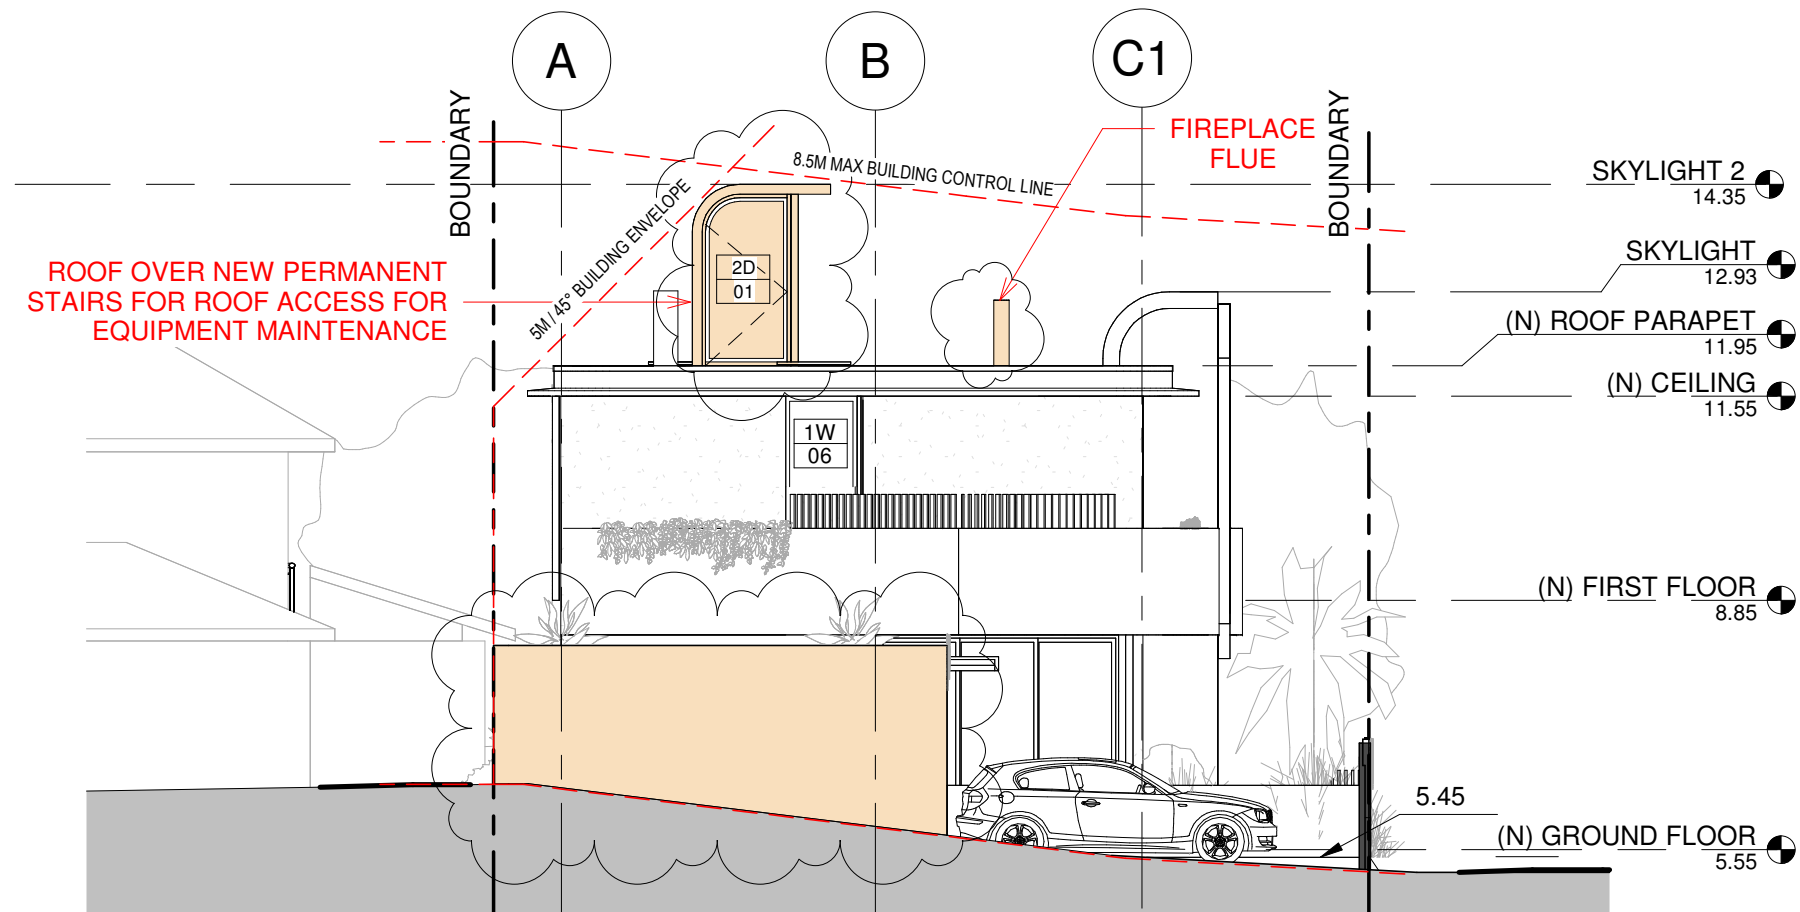 A
B
C1
BOUNDARY
BOUNDARY
FIREPLACE
FLUE
8.5M MAX BUILDING CONTROL LINE
5M / 45° BUILDING ENVELOPE
SKYLIGHT 2
14.35
SKYLIGHT
12.93
ROOF OVER NEW PERMANENT
STAIRS FOR ROOF ACCESS FOR
EQUIPMENT MAINTENANCE
2D
01
(N) ROOF PARAPET
11.95
(N) CEILING
11.55
1W
06
(N) FIRST FLOOR
8.85
5.45
(N) GROUND FLOOR
5.55